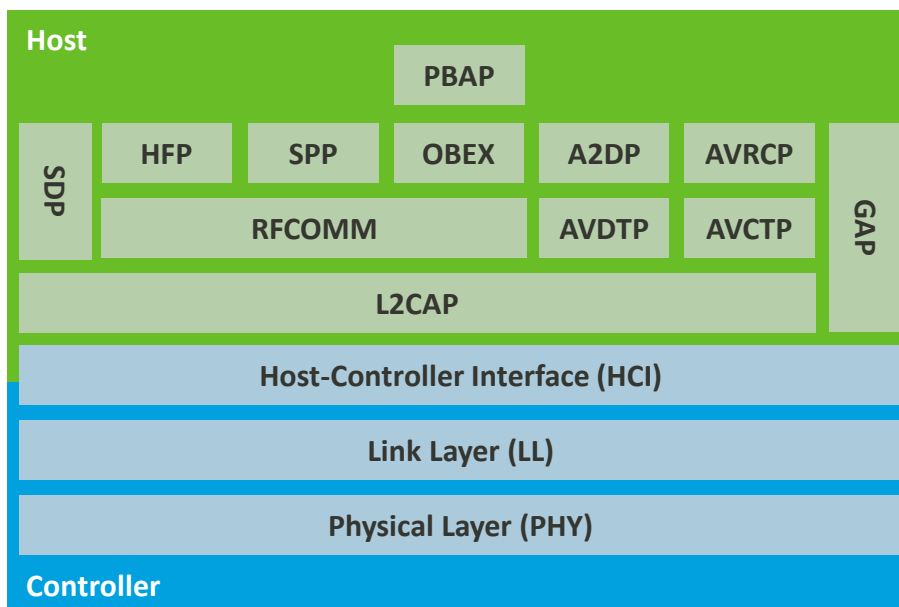 Host
PBAP
SDP
HFP
SPP
OBEX
A2DP
AVRCP
GAP
RFCOMM
AVDTP
AVCTP
L2CAP
Host-Controller Interface (HCI)
Link Layer (LL)
Physical Layer (PHY)
Controller